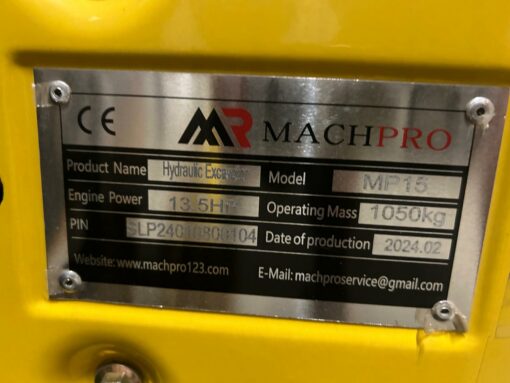 CE MR MACHPRO
Product Name Hydraulic Excavator Model MP15
Engine Power 13.5HP Operating Mass 1050kg
PIN Date of production 2024.02
Website: www.machpro123.com E-Mail: machproservice@gmail.com